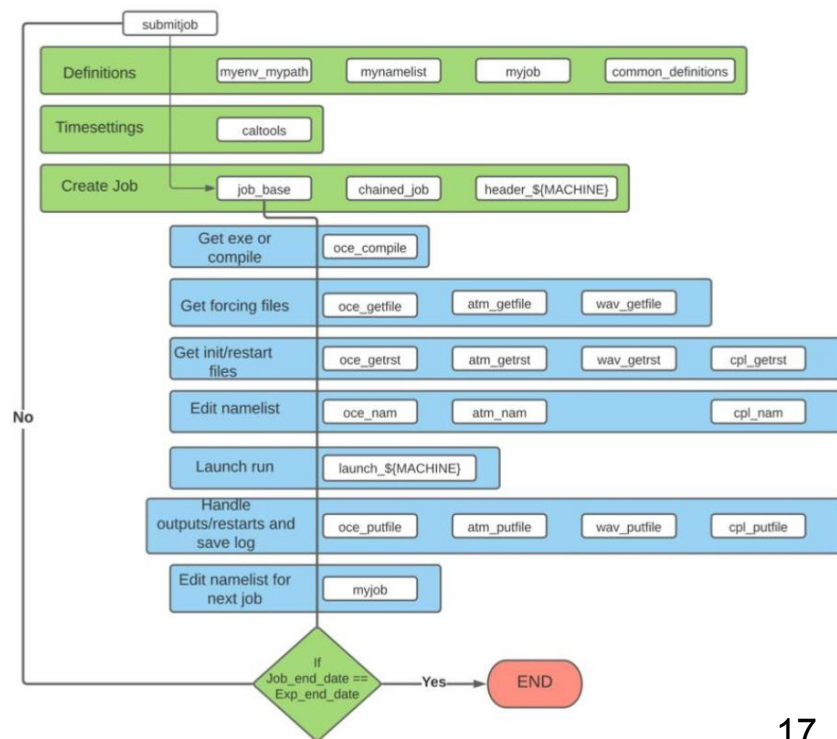 submitjob
Definitions myenv_mypath mynamelist myjob common_definitions
Timesettings caltools
Create Job job_base chained_job header_${MACHINE}
Get exe or
compile
oce_compile
Get forcing files oce_getfile atm_getfile wav_getfile
Get init/restart
files
oce_getrst atm_getrst wav_getrst cpl_getrst
Edit namelist oce_nam atm_nam cpl_nam
No
Launch run launch_${MACHINE}
Handle
outputs/restarts and
save log
oce_putfile atm_putfile wav_putfile cpl_putfile
Edit namelist for
next job
myjob
If
Job_end_date ==
Exp_end_date
Yes
END
17